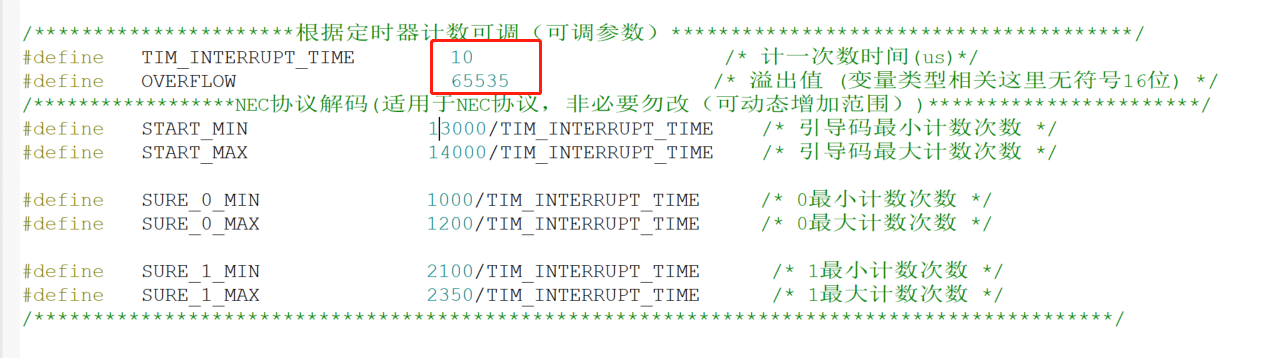 /**********************根据定时器计数可调（可调参数）***************************************/
#define TIM_INTERRUPT_TIME 10 /* 计一次数时间(us)*/
#define OVERFLOW 65535 /* 溢出值 (变量类型相关这里无符号16位) */
/*****************NEC协议解码(适用于NEC协议，非必要勿改（可动态增加范围）)***********************/
#define START_MIN 13000/TIM_INTERRUPT_TIME /* 引导码最小计数次数 */
#define START_MAX 14000/TIM_INTERRUPT_TIME /* 引导码最大计数次数 */
#define SURE_0_MIN 1000/TIM_INTERRUPT_TIME /* 0最小计数次数 */
#define SURE_0_MAX 1200/TIM_INTERRUPT_TIME /* 0最大计数次数 */
#define SURE_1_MIN 2100/TIM_INTERRUPT_TIME /* 1最小计数次数 */
#define SURE_1_MAX 2350/TIM_INTERRUPT_TIME /* 1最大计数次数 */
/*******************************************************************************************/